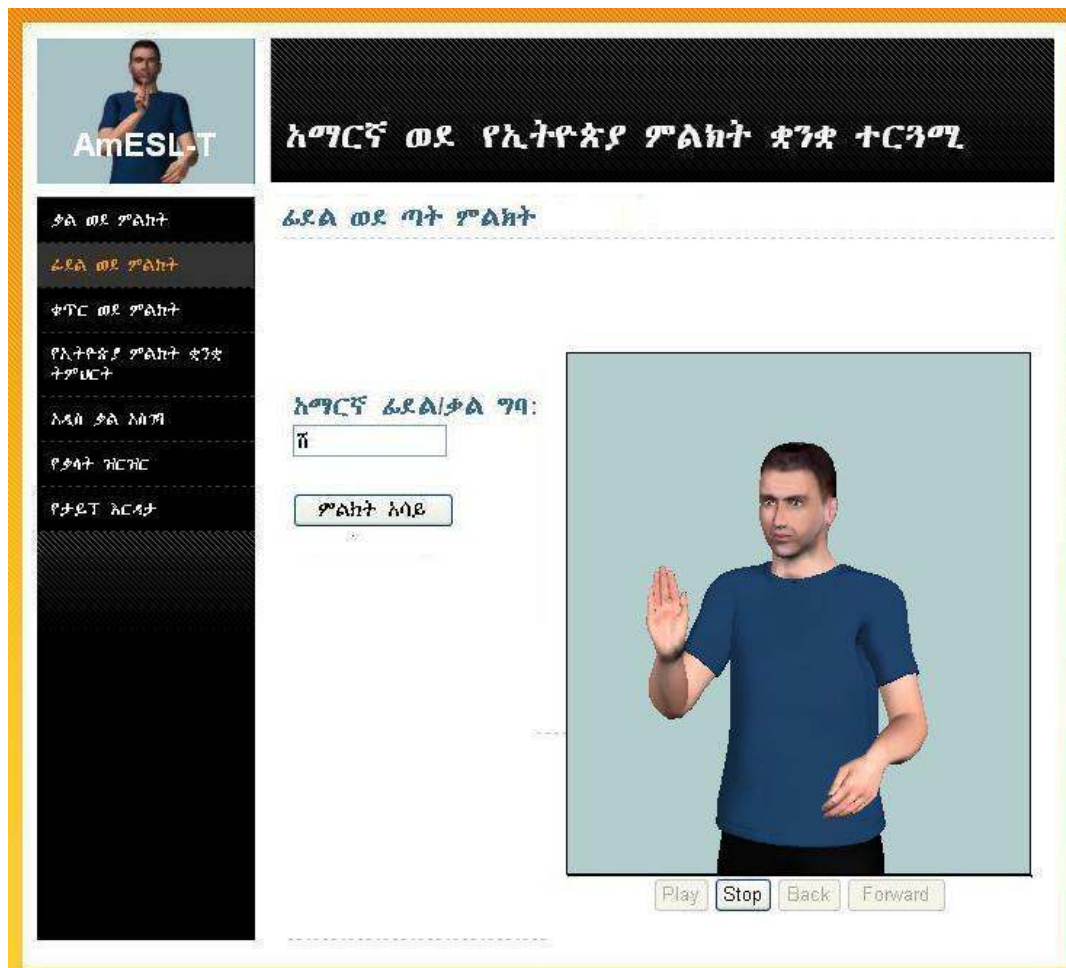 AmESL-T
አማርኛ ወደ የኢትዮጵያ ምልክት ቋንቋ ተርጓሚ
ቃል ወደ ምልክት
ፊደል ወደ ምልክት
ቁጥር ወደ ምልክት
የኢትዮጵያ ምልክት ቋንቋ
ትምህርት
አዲስ ቃል አስገባ
የቃላት ዝርዝር
የታይፕ እርዳታ
ፊደል ወደ ጣት ምልክት
አማርኛ ፊደል/ቃል ግባ:
ሸ
ምልክት አሳይ
Play Stop Back Forward